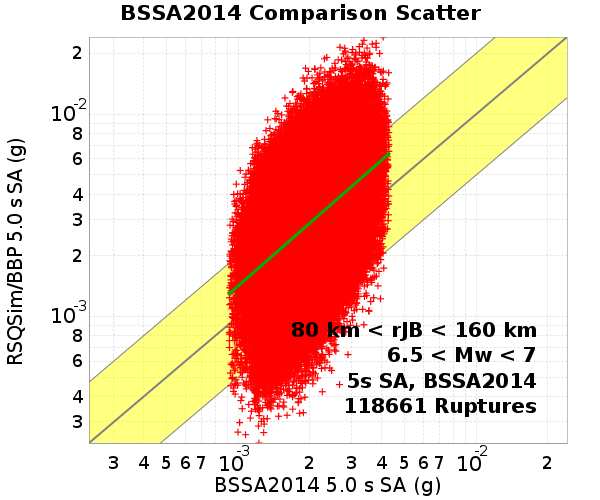 BSSA2014 Comparison Scatter
RSQSim/BBP 5.0 s SA (g)
2
10-2
8
6
4
3
2
10-3
8
6
4
3
80 km < rJB < 160 km
6.5 < Mw < 7
5s SA, BSSA2014
118661 Ruptures
3 4 5 6 7 10-3 2 3 4 5 6 7 10-2 2
BSSA2014 5.0 s SA (g)